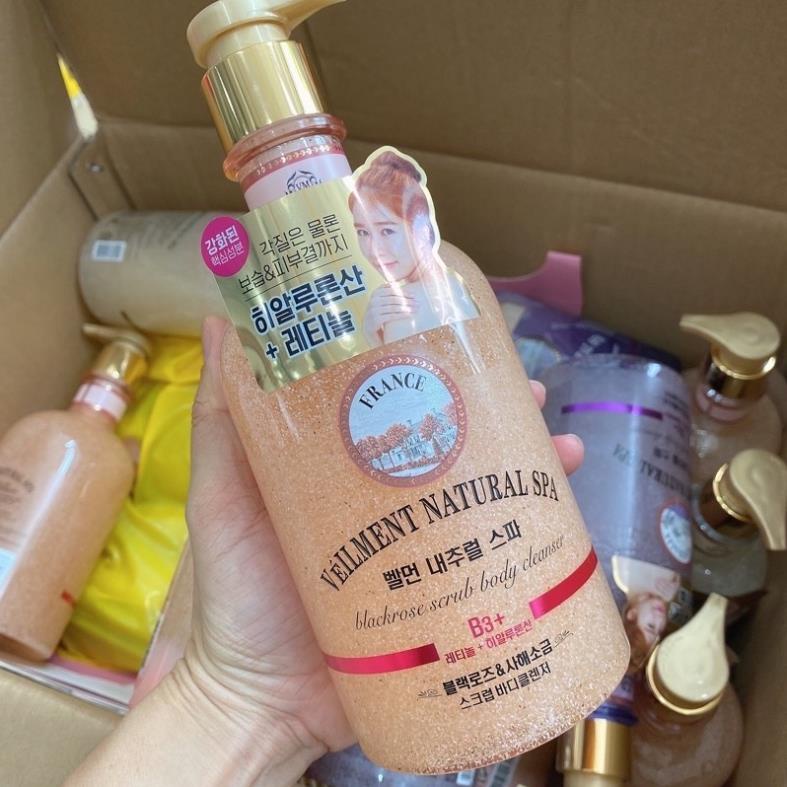 강화된
핵심성분
각질은 물론
보습&피부결까지
히알루론산
+ 레티놀
FRANCE
VEILMENT NATURAL SPA
빨먼 내추럴 스파
blackrose scrub body cleanser
B3+
레티놀 + 히알루론산
블랙로즈&사해소금
스크럽 바디클렌저